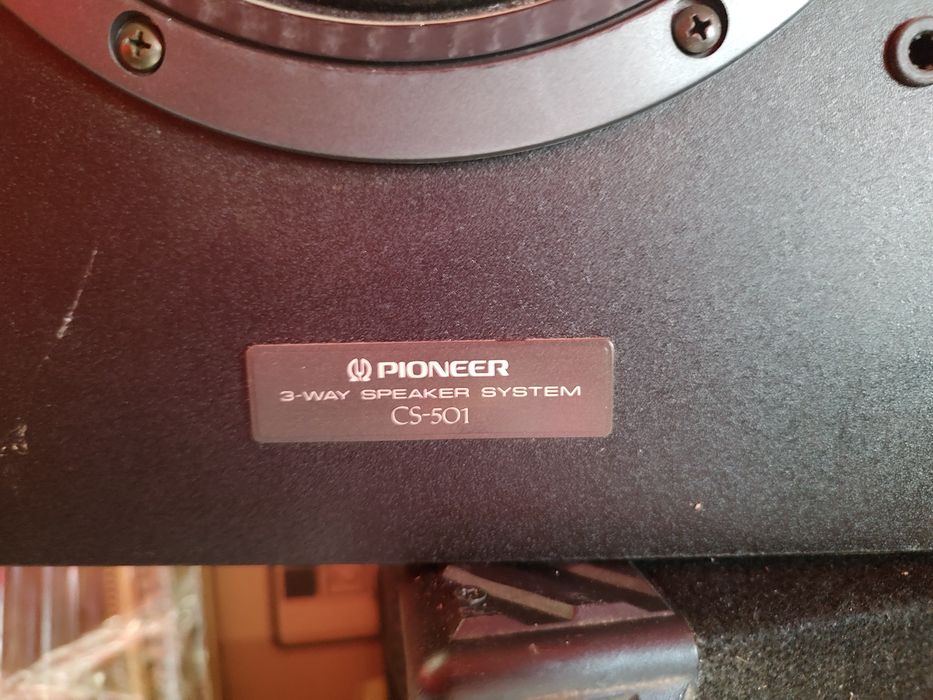 PIONEER
3-WAY SPEAKER SYSTEM
CS-501